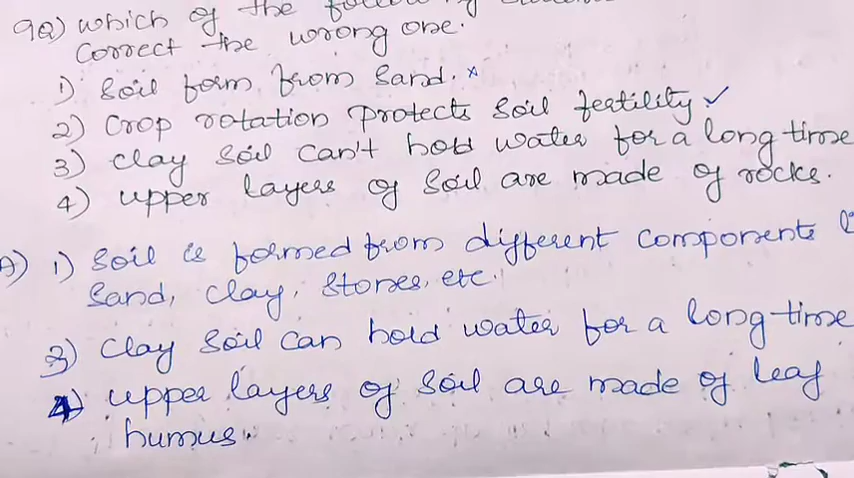 9Q) which of the
Correct the wrong one.
1) Soil form from Sand. ×
2) Crop rotation protects soil fertility ✓
3) clay soil can't hold water for a long time
4) upper layers of soil are made of rocks.
A) 1) Soil is formed from different components
Sand, clay, stones, etc.
3) Clay soil can hold water for a long time
4) upper layers of soil are made of leaf
humus.